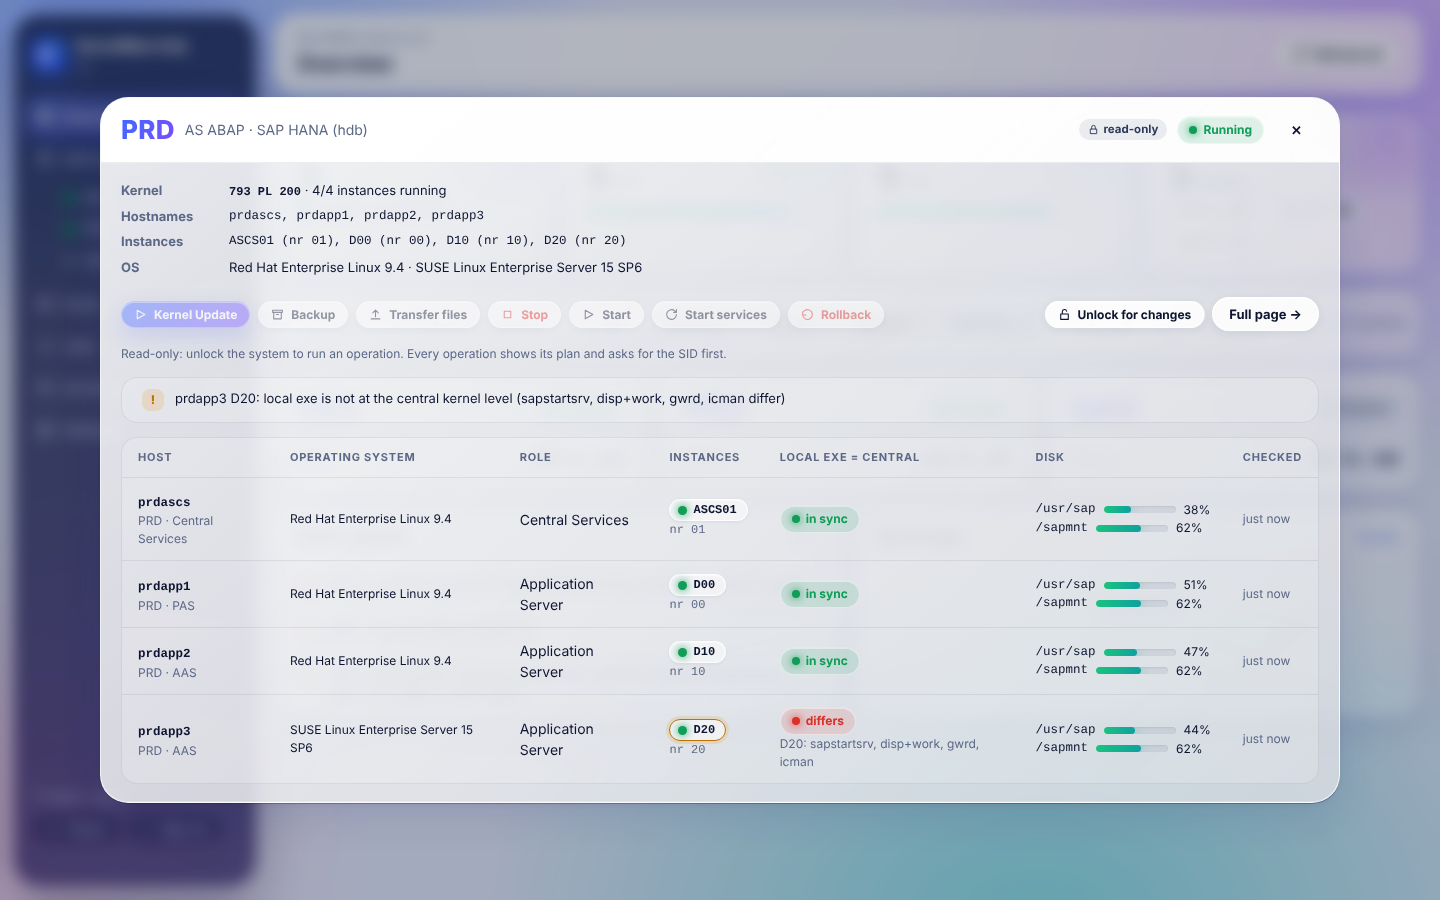 PRD AS ABAP · SAP HANA (hdb) read-only Running ×
Kernel 793 PL 200 · 4/4 instances running
Hostnames prdascs, prdapp1, prdapp2, prdapp3
Instances ASCS01 (nr 01), D00 (nr 00), D10 (nr 10), D20 (nr 20)
OS Red Hat Enterprise Linux 9.4 · SUSE Linux Enterprise Server 15 SP6
Kernel Update Backup Transfer files Stop Start Start services Rollback Unlock for changes Full page →
Read-only: unlock the system to run an operation. Every operation shows its plan and asks for the SID first.
! prdapp3 D20: local exe is not at the central kernel level (sapstartsrv, disp+work, gwrd, icman differ)
HOST OPERATING SYSTEM ROLE INSTANCES LOCAL EXE = CENTRAL DISK CHECKED
prdascs
PRD · Central
Services
Red Hat Enterprise Linux 9.4
Central Services
ASCS01
nr 01
in sync
/usr/sap 38%
/sapmnt 62%
just now
prdapp1
PRD · PAS
Red Hat Enterprise Linux 9.4
Application
Server
D00
nr 00
in sync
/usr/sap 51%
/sapmnt 62%
just now
prdapp2
PRD · AAS
Red Hat Enterprise Linux 9.4
Application
Server
D10
nr 10
in sync
/usr/sap 47%
/sapmnt 62%
just now
prdapp3
PRD · AAS
SUSE Linux Enterprise Server 15
SP6
Application
Server
D20
nr 20
differs
D20: sapstartsrv, disp+work, gwrd,
icman
/usr/sap 44%
/sapmnt 62%
just now